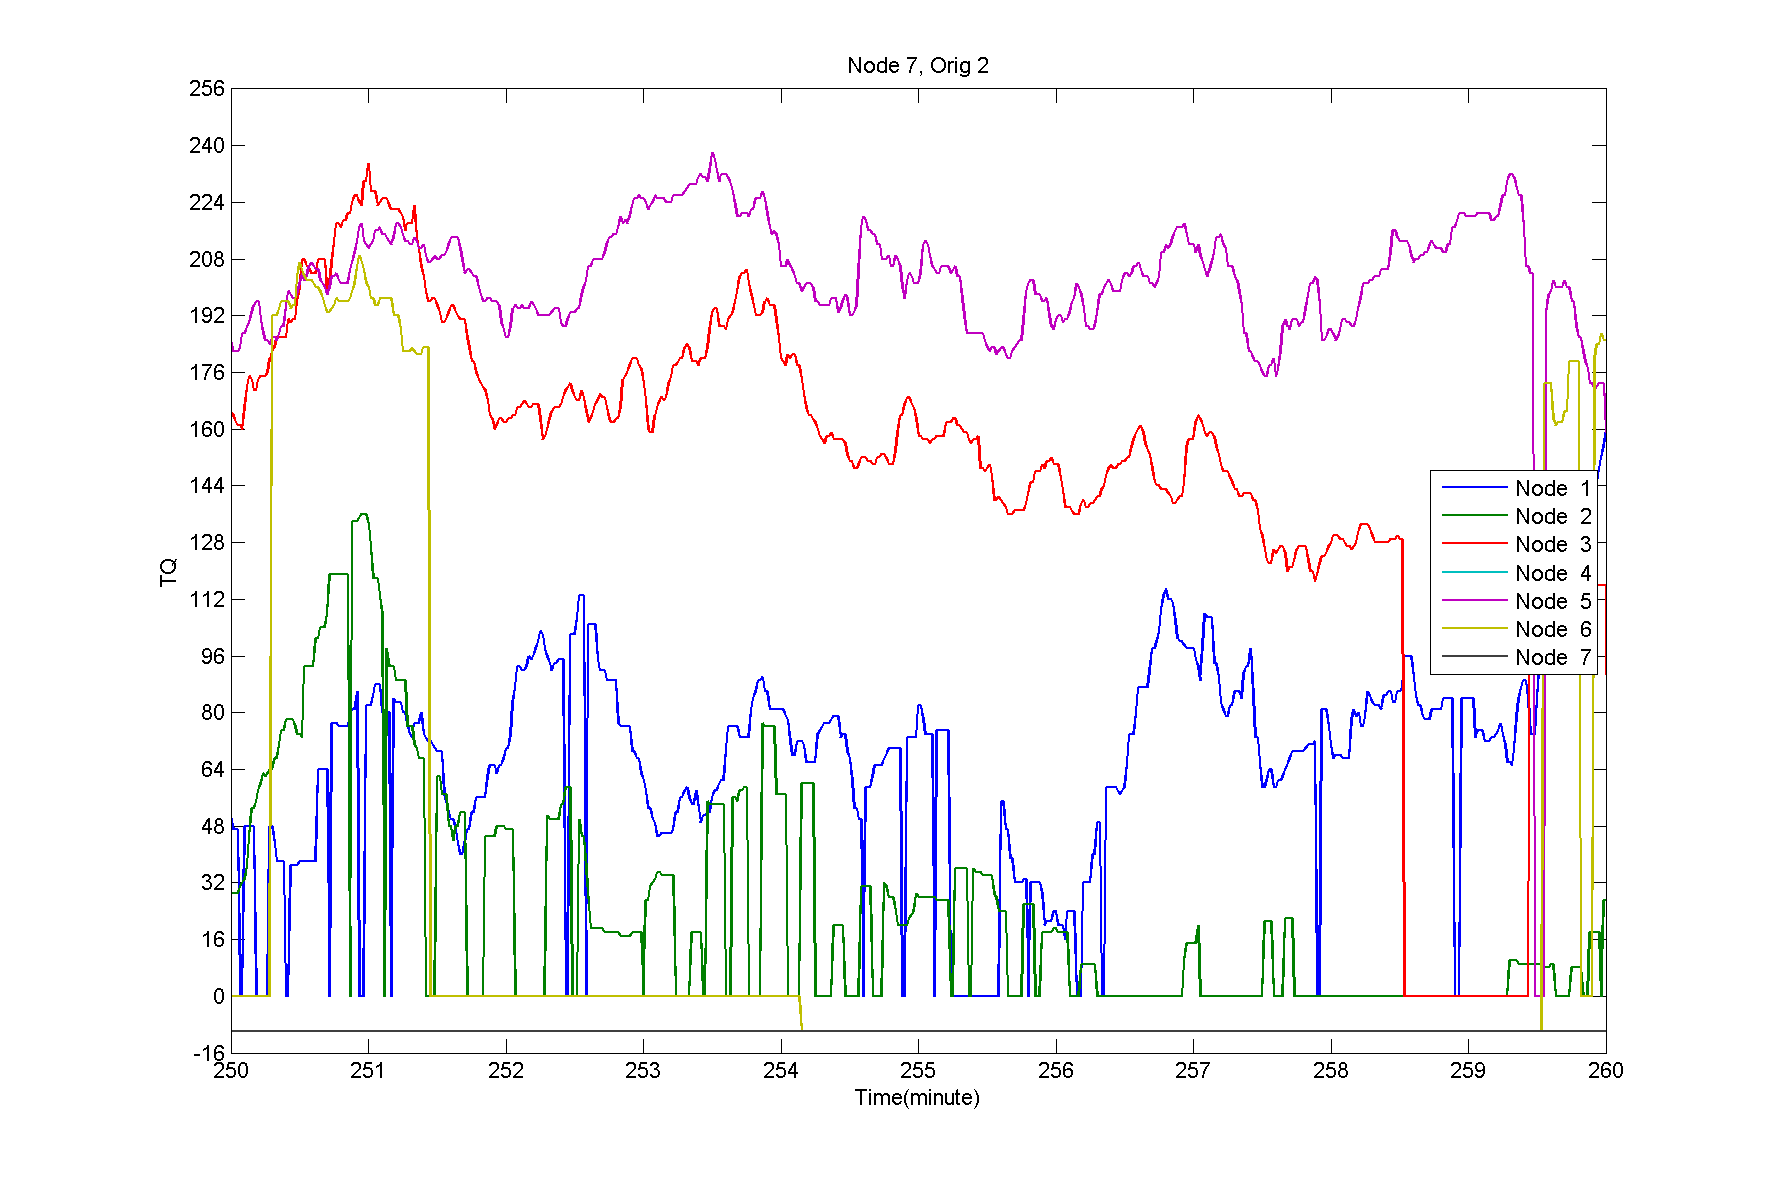 Node 7, Orig 2
256
240
224
208
192
176
160
144
128
112
96
80
64
48
32
16
0
-16
TQ
Node 1
Node 2
Node 3
Node 4
Node 5
Node 6
Node 7
250 251 252 253 254 255 256 257 258 259 260
Time(minute)